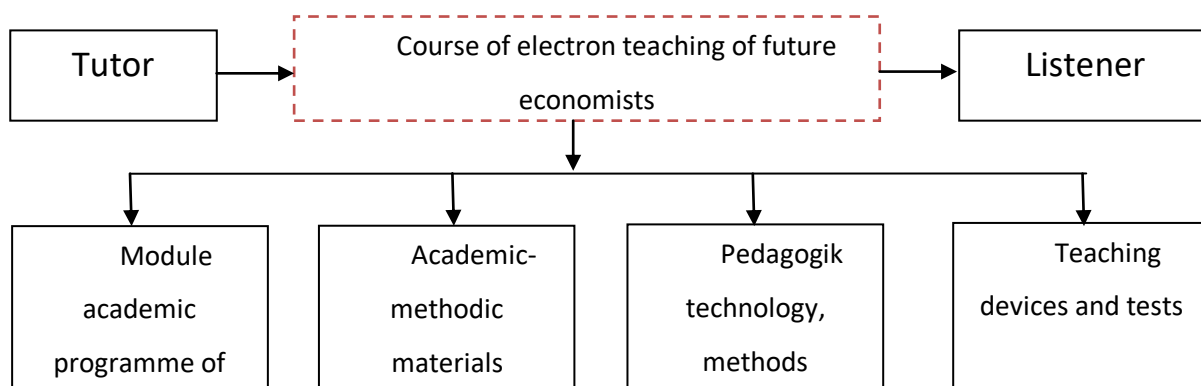 Tutor
Course of electron teaching of future
economists
Listener
Module
academic
programme of
Academic-
methodic
materials
Pedagogik
technology,
methods
Teaching
devices and tests